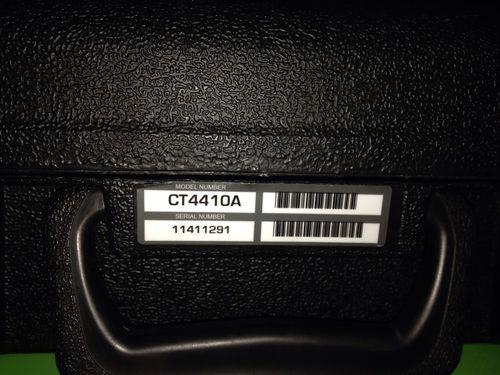 MODEL NUMBER
CT4410A
SERIAL NUMBER
11411291